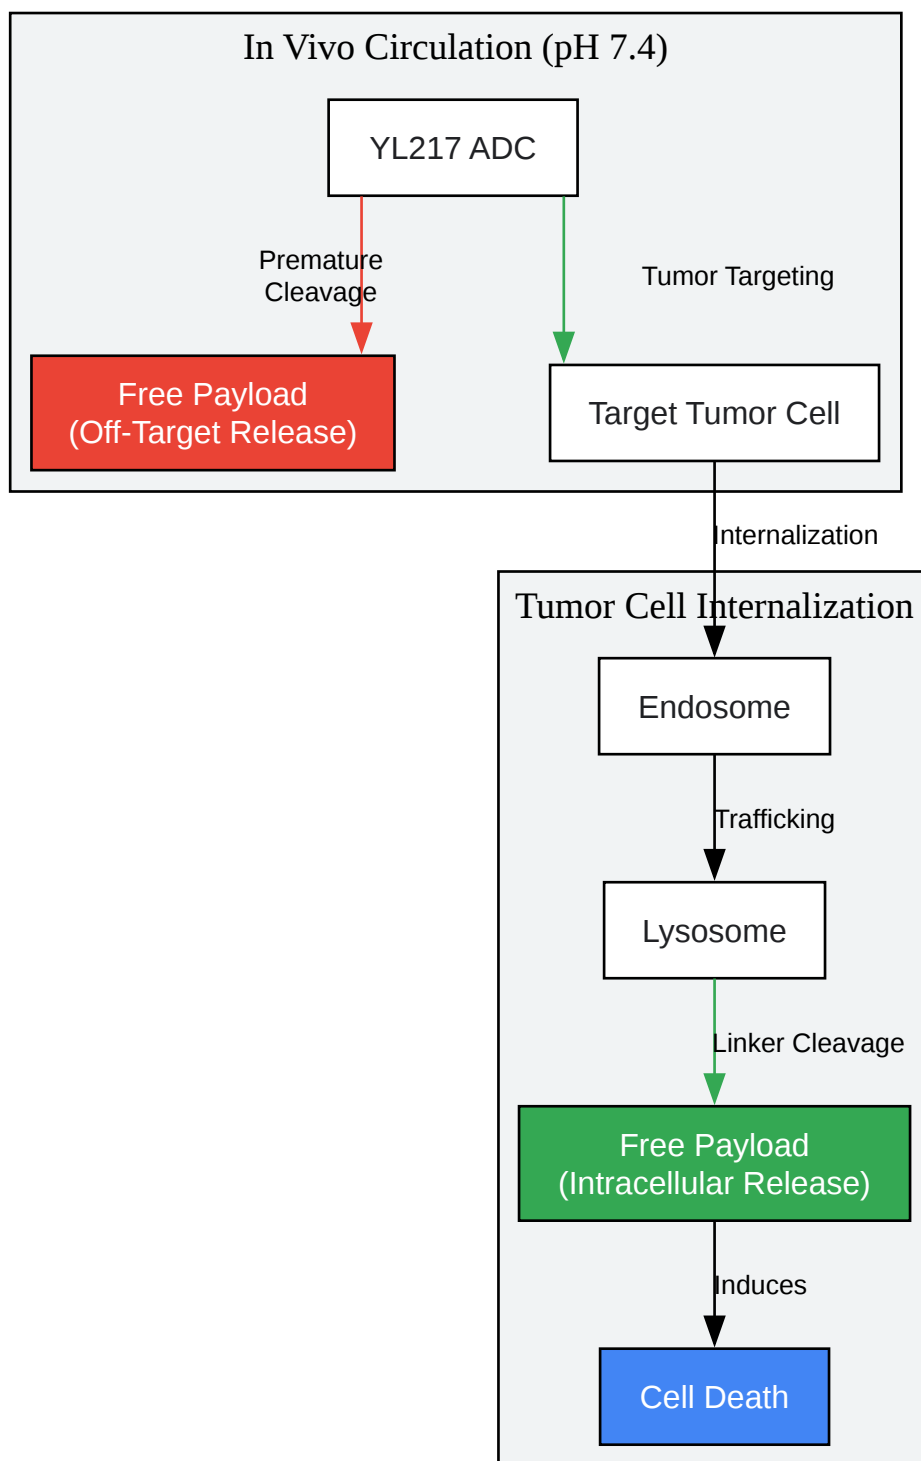 In Vivo Circulation (pH 7.4)
YL217 ADC
Premature
Cleavage
Tumor Targeting
Free Payload
(Off-Target Release)
Target Tumor Cell
Internalization
Tumor Cell Internalization
Endosome
Trafficking
Lysosome
Linker Cleavage
Free Payload
(Intracellular Release)
Induces
Cell Death